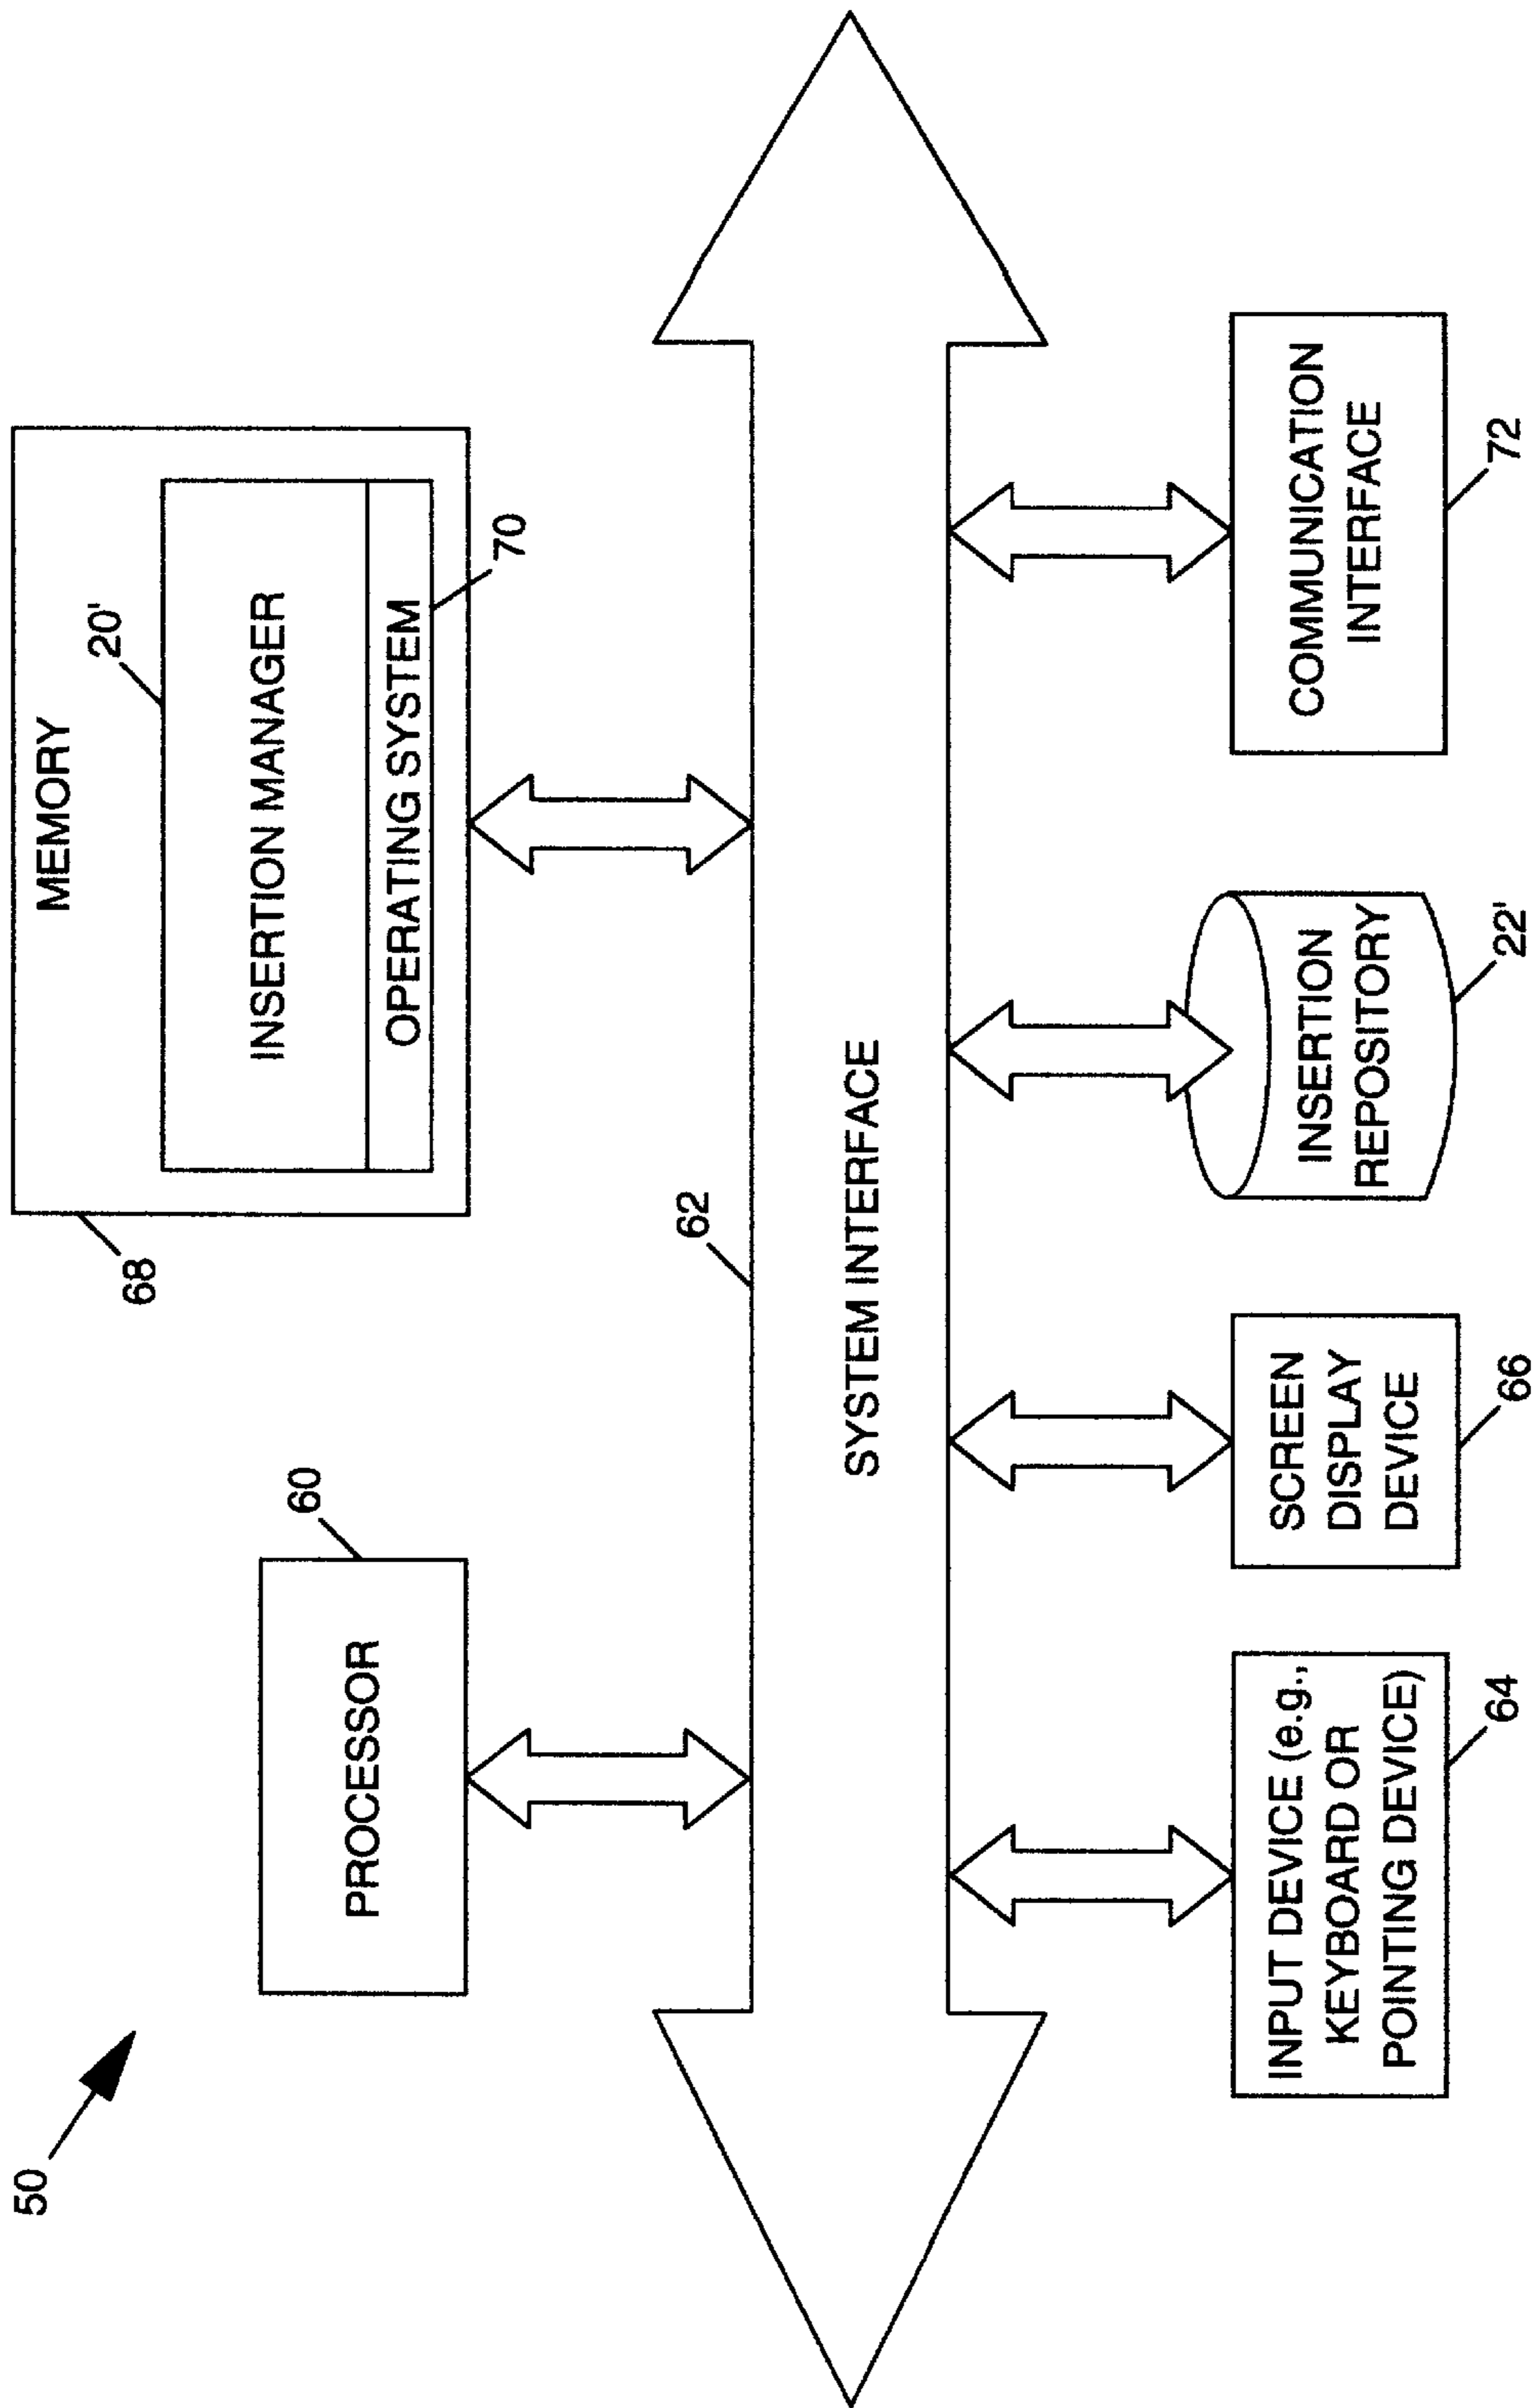 50
PROCESSOR
60
68
MEMORY
20'
INSERTION MANAGER
OPERATING SYSTEM
70
62
SYSTEM INTERFACE
INPUT DEVICE (e.g.,
KEYBOARD OR
POINTING DEVICE)
64
SCREEN
DISPLAY
DEVICE
66
INSERTION
REPOSITORY
22'
COMMUNICATION
INTERFACE
72